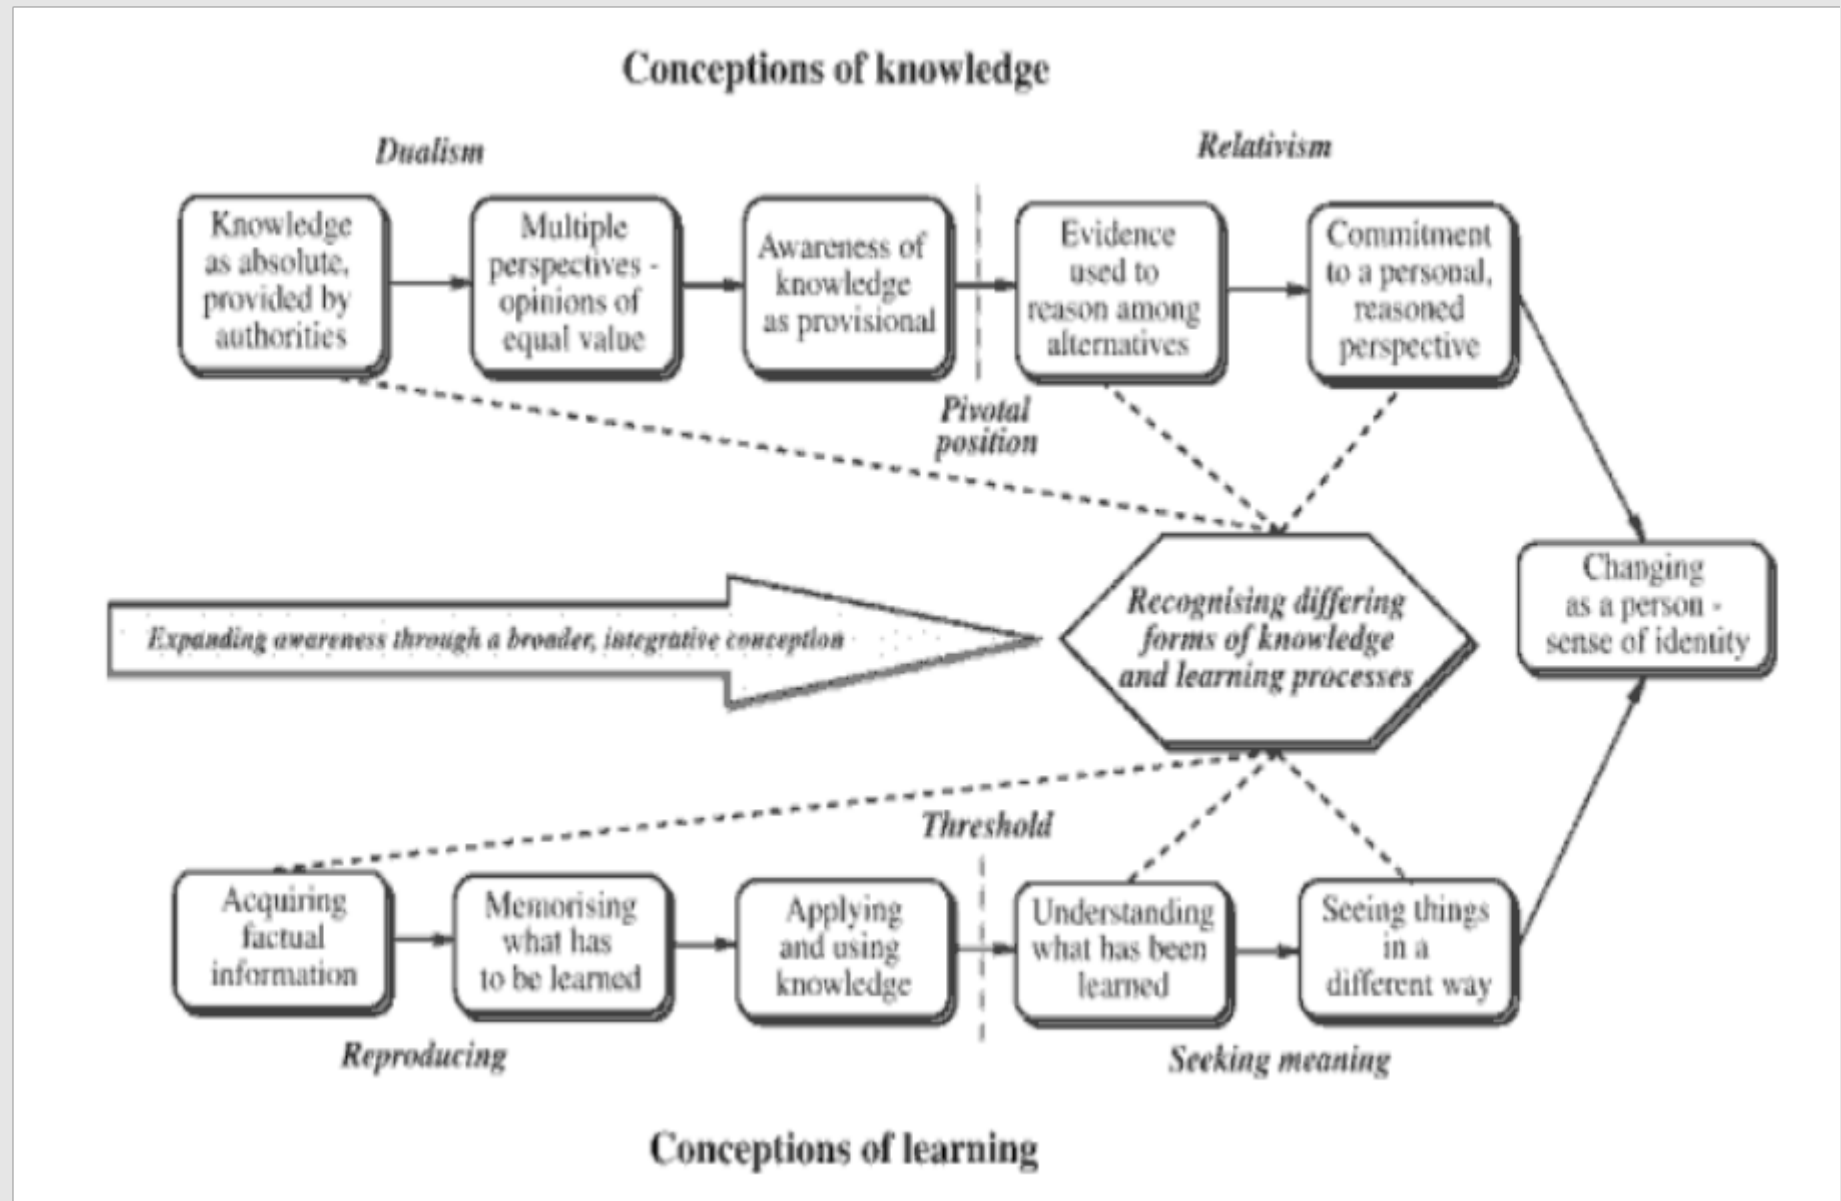 Conceptions of knowledge
Dualism
Relativism
Knowledge
as absolute,
provided by
authorities
Multiple
perspectives -
opinions of
equal value
Awareness of
knowledge
as provisional
Evidence
used to
reason among
alternatives
Commitment
to a personal,
reasoned
perspective
Pivotal
position
Expanding awareness through a broader, integrative conception
Recognising differing
forms of knowledge
and learning processes
Changing
as a person -
sense of identity
Threshold
Acquiring
factual
information
Memorising
what has
to be learned
Applying
and using
knowledge
Understanding
what has been
learned
Seeing things
in a
different way
Reproducing
Seeking meaning
Conceptions of learning